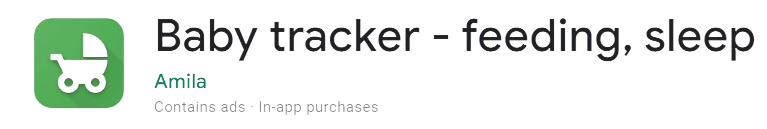 Baby tracker - feeding, sleep
Amila
Contains ads · In-app purchases